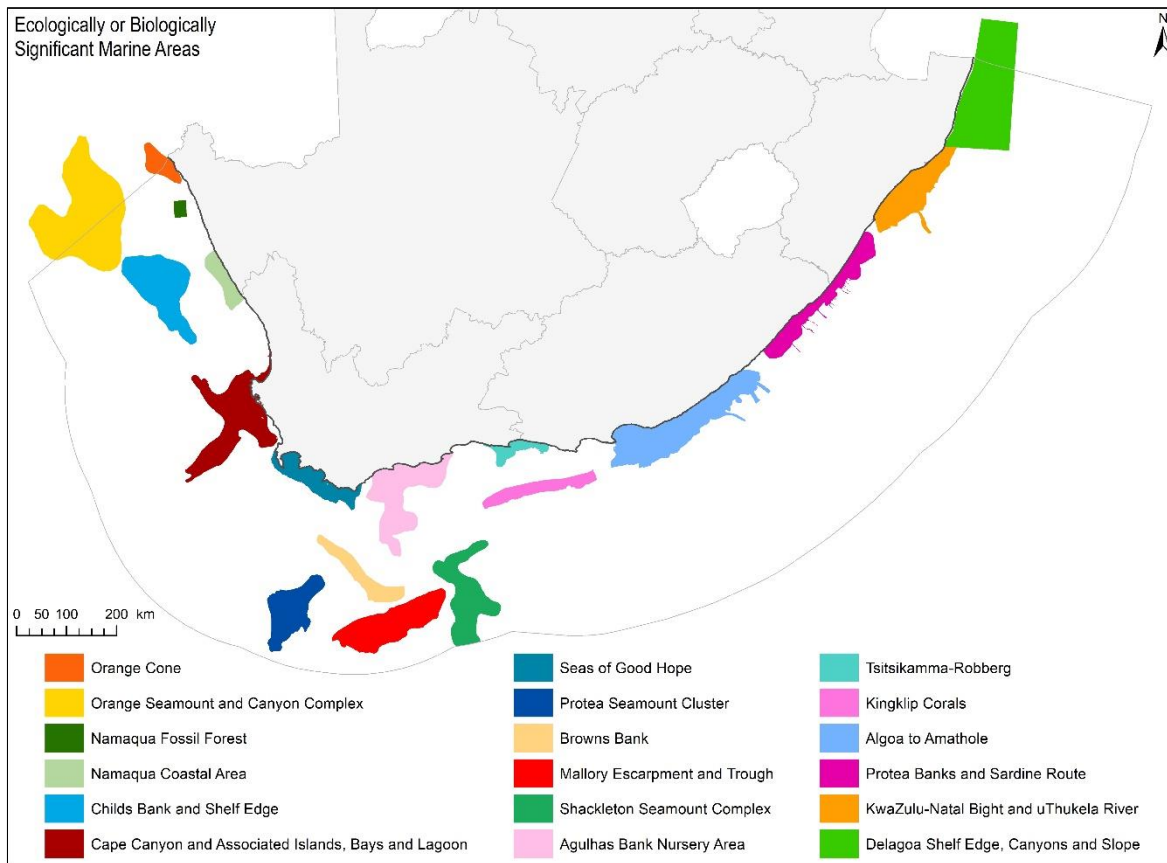 Ecologically or Biologically
Significant Marine Areas
N
0 50 100 200 km
Orange Cone
Orange Seamount and Canyon Complex
Namaqua Fossil Forest
Namaqua Coastal Area
Childs Bank and Shelf Edge
Cape Canyon and Associated Islands, Bays and Lagoon
Seas of Good Hope
Protea Seamount Cluster
Browns Bank
Mallory Escarpment and Trough
Shackleton Seamount Complex
Agulhas Bank Nursery Area
Tsitsikamma-Robberg
Kingklip Corals
Algoa to Amathole
Protea Banks and Sardine Route
KwaZulu-Natal Bight and uThukela River
Delagoa Shelf Edge, Canyons and Slope